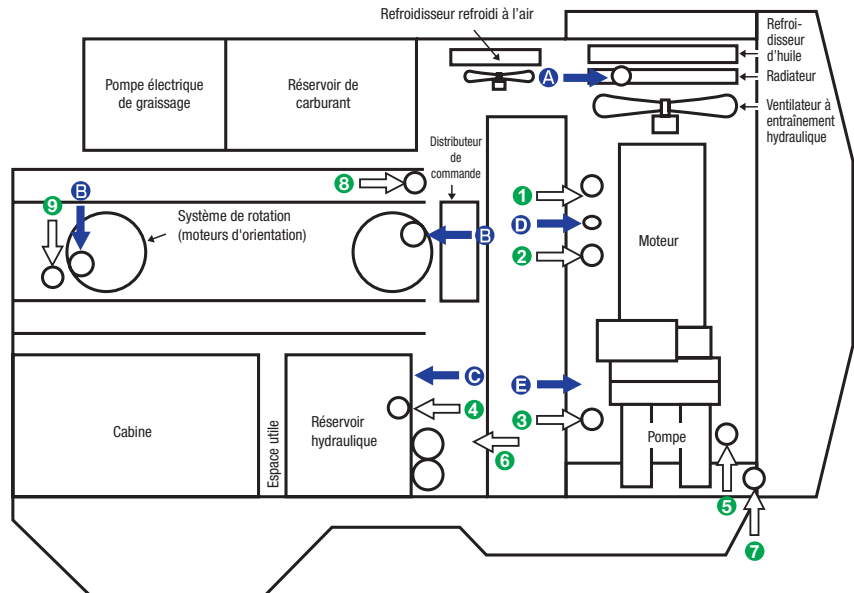 Refroidisseur refroidi à l'air
Refroi-
disseur
d'huile
Radiateur
Ventilateur à
entraînement
hydraulique
A
Pompe électrique
de graissage
Réservoir de
carburant
Distributeur
de
commande
8
1
B
9
Système de rotation
(moteurs d'orientation)
D
B
2
Moteur
C
E
4
3
Cabine
Espace utile
Réservoir
hydraulique
Pompe
6
5
7